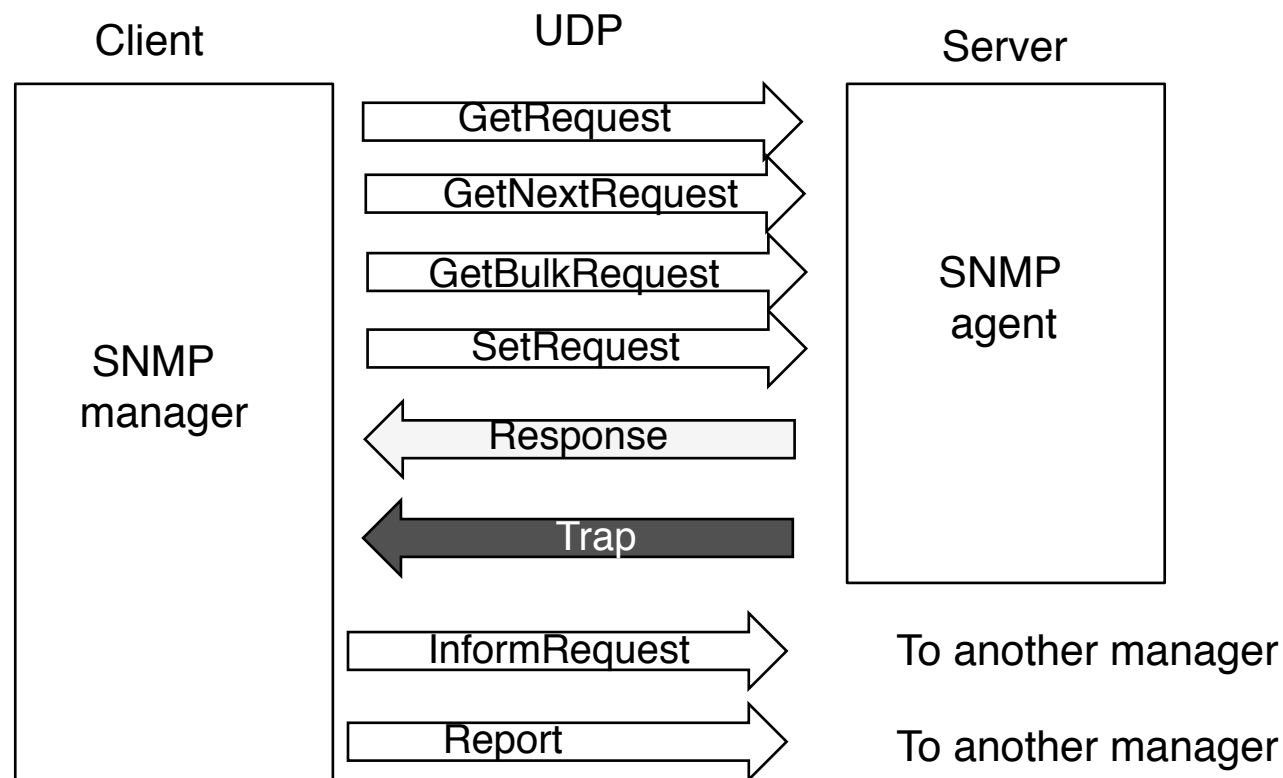 Client
UDP
Server
GetRequest
GetNextRequest
GetBulkRequest
SetRequest
SNMP
manager
SNMP
agent
Response
Trap
InformRequest
To another manager
Report
To another manager